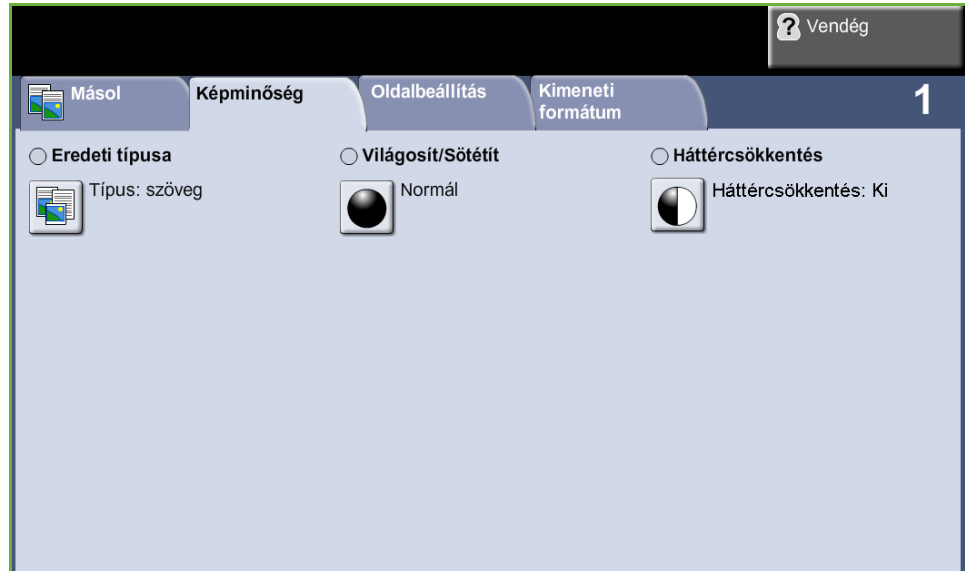 Vendég
Másol
Képminőség
Oldalbeállítás
Kimeneti
formátum
1
Eredeti típusa
Világosít/Sötétít
Háttércsökkentés
Típus: szöveg
Normál
Háttércsökkentés: Ki